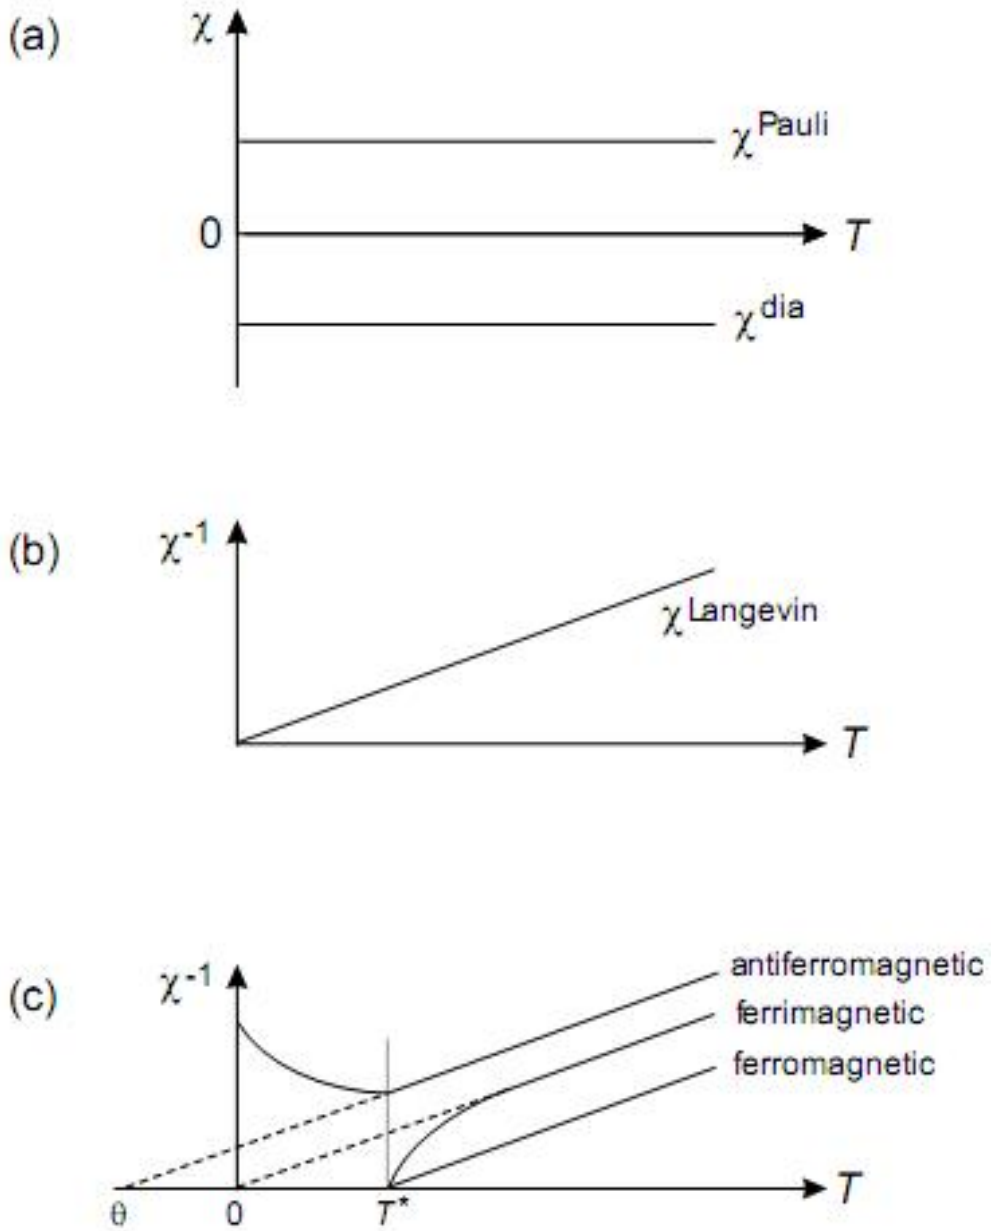 (a)
χ
χ^Pauli
0
T
χ^dia
(b)
χ^-1
χ^Langevin
T
(c)
χ^-1
antiferromagnetic
ferrimagnetic
ferromagnetic
T
θ 0 T*